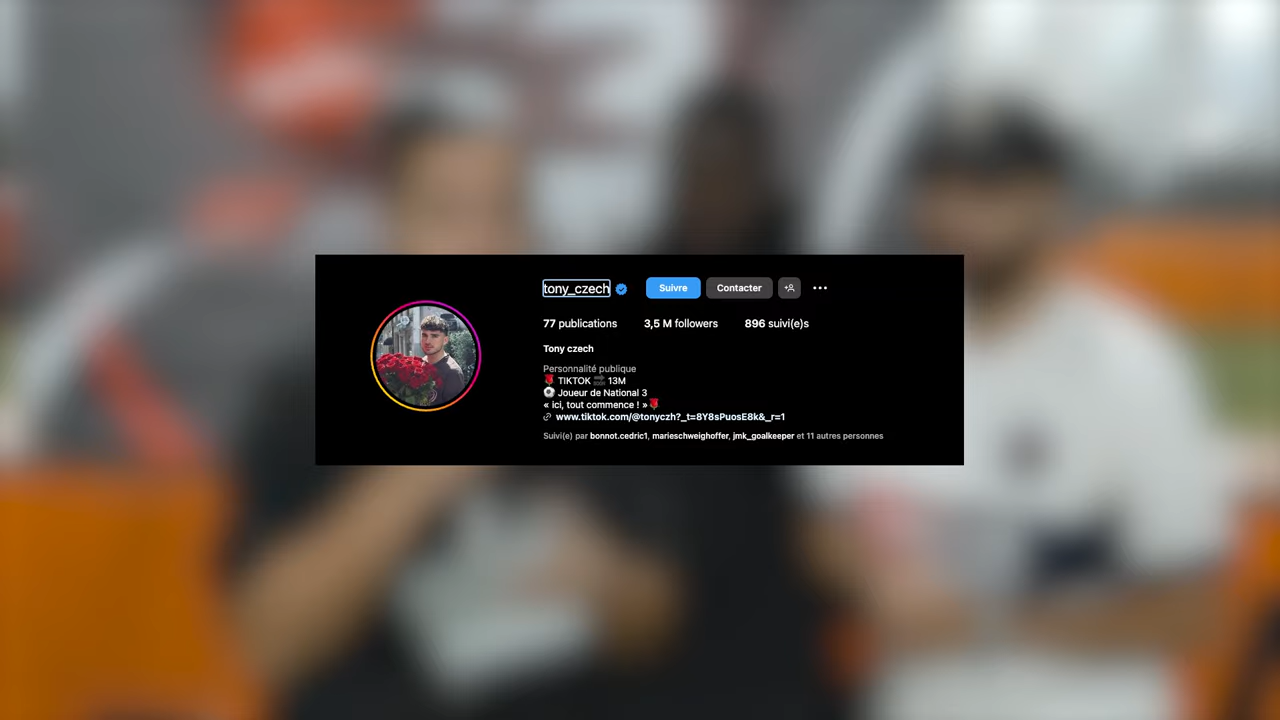 tony_czech Suivre Contacter
77 publications 3,5 M followers 896 suivi(e)s
Tony czech
Personnalité publique
🌹 TIKTOK 🔜 13M
⚽ Joueur de National 3
« ici, tout commence ! »🌹
www.tiktok.com/@tonyczh?_t=8Y8sPuosE8k&_r=1
Suivi(e) par bonnot.cedric1, marieschweighoffer, jmk_goalkeeper et 11 autres personnes